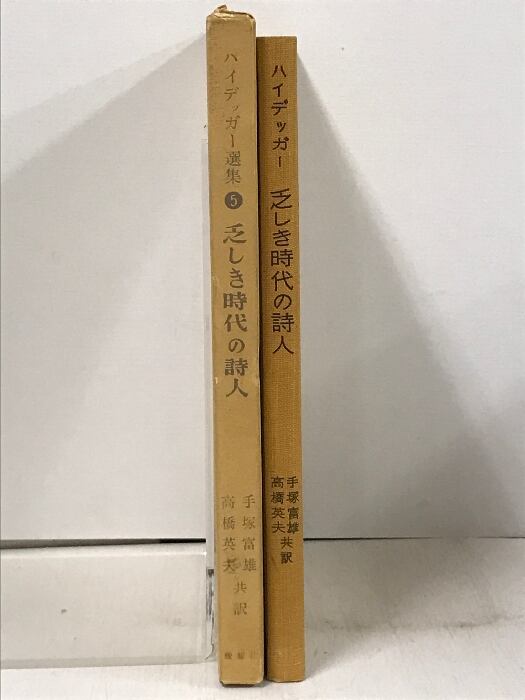 ハイデッガー選集 5 乏しき時代の詩人
手塚富雄
高橋英夫
共訳
ハイデッガー 乏しき時代の詩人
手塚富雄
高橋英夫
共訳